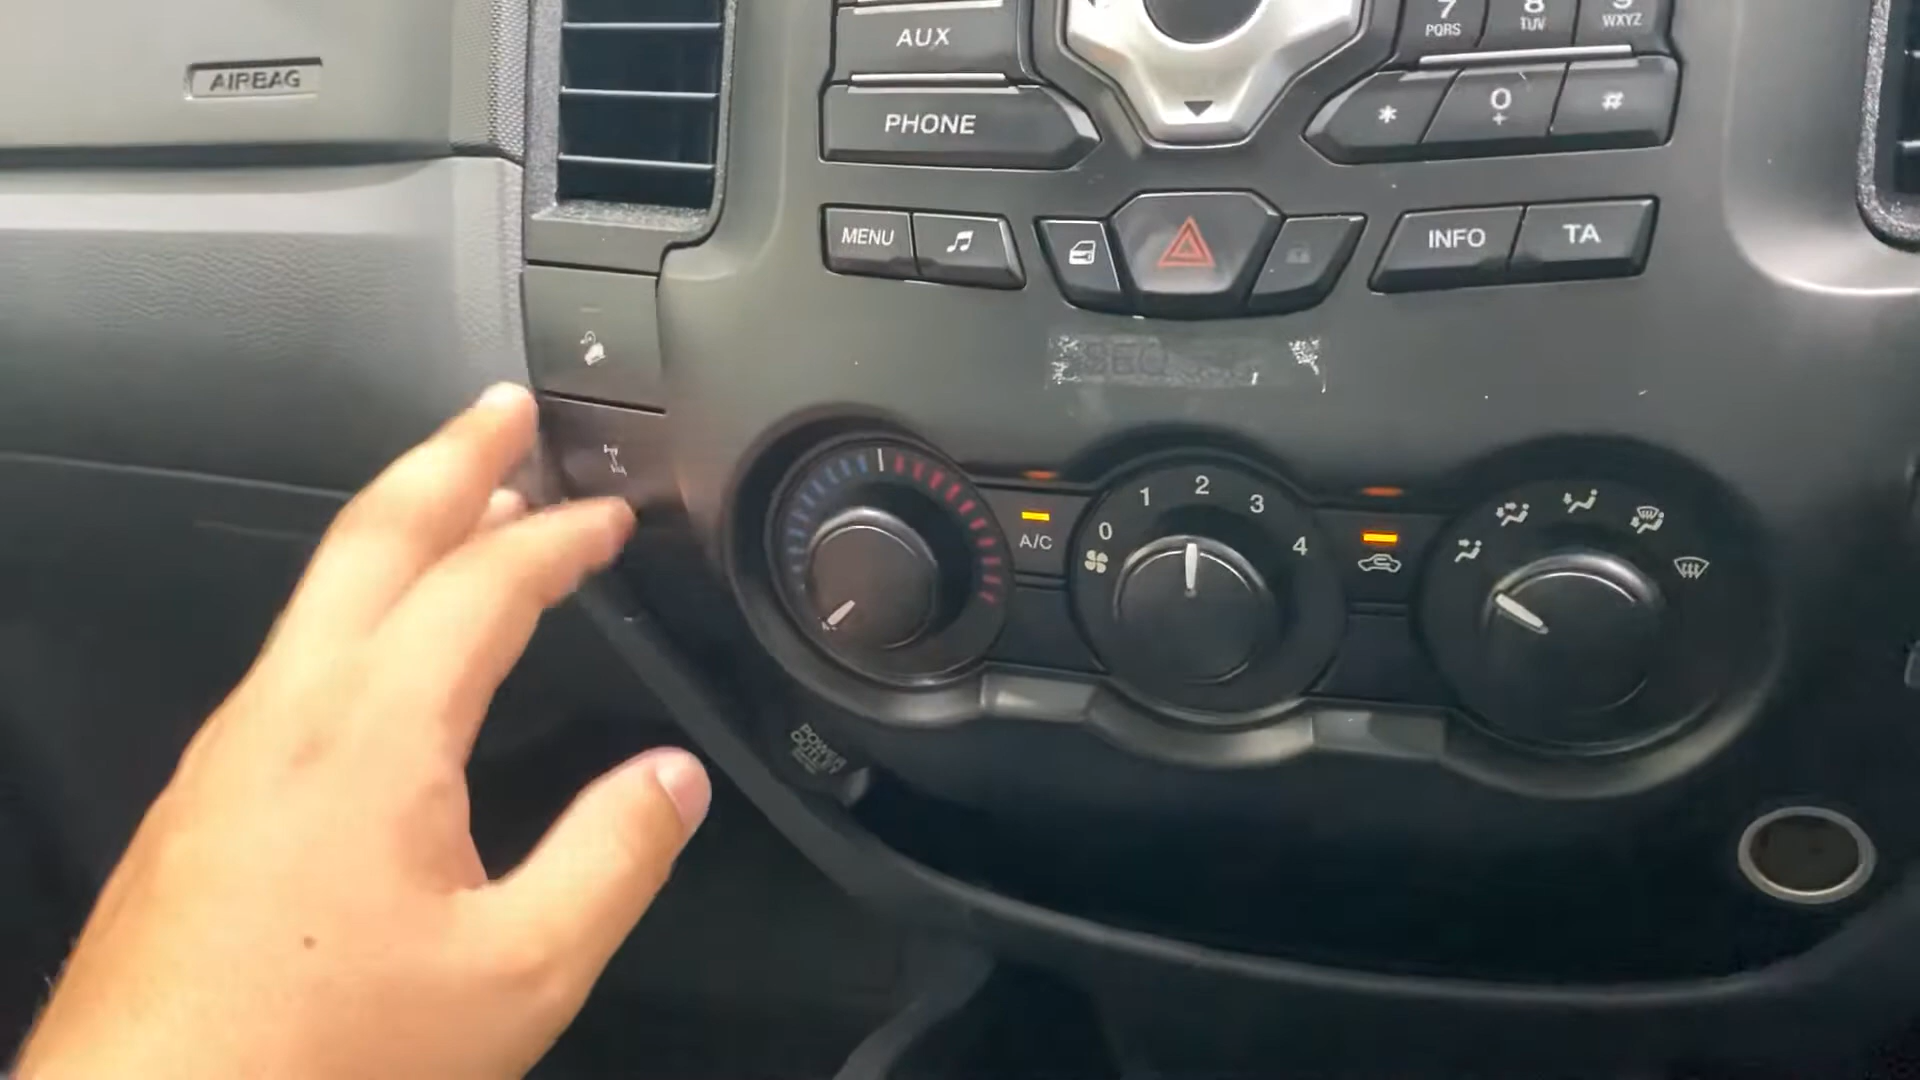 AIRBAG
AUX
PHONE
7
PQRS
8
TUV
9
WXYZ
*
0
+
#
MENU
INFO
TA
A/C
0
1
2
3
4
POWER
OUTLET